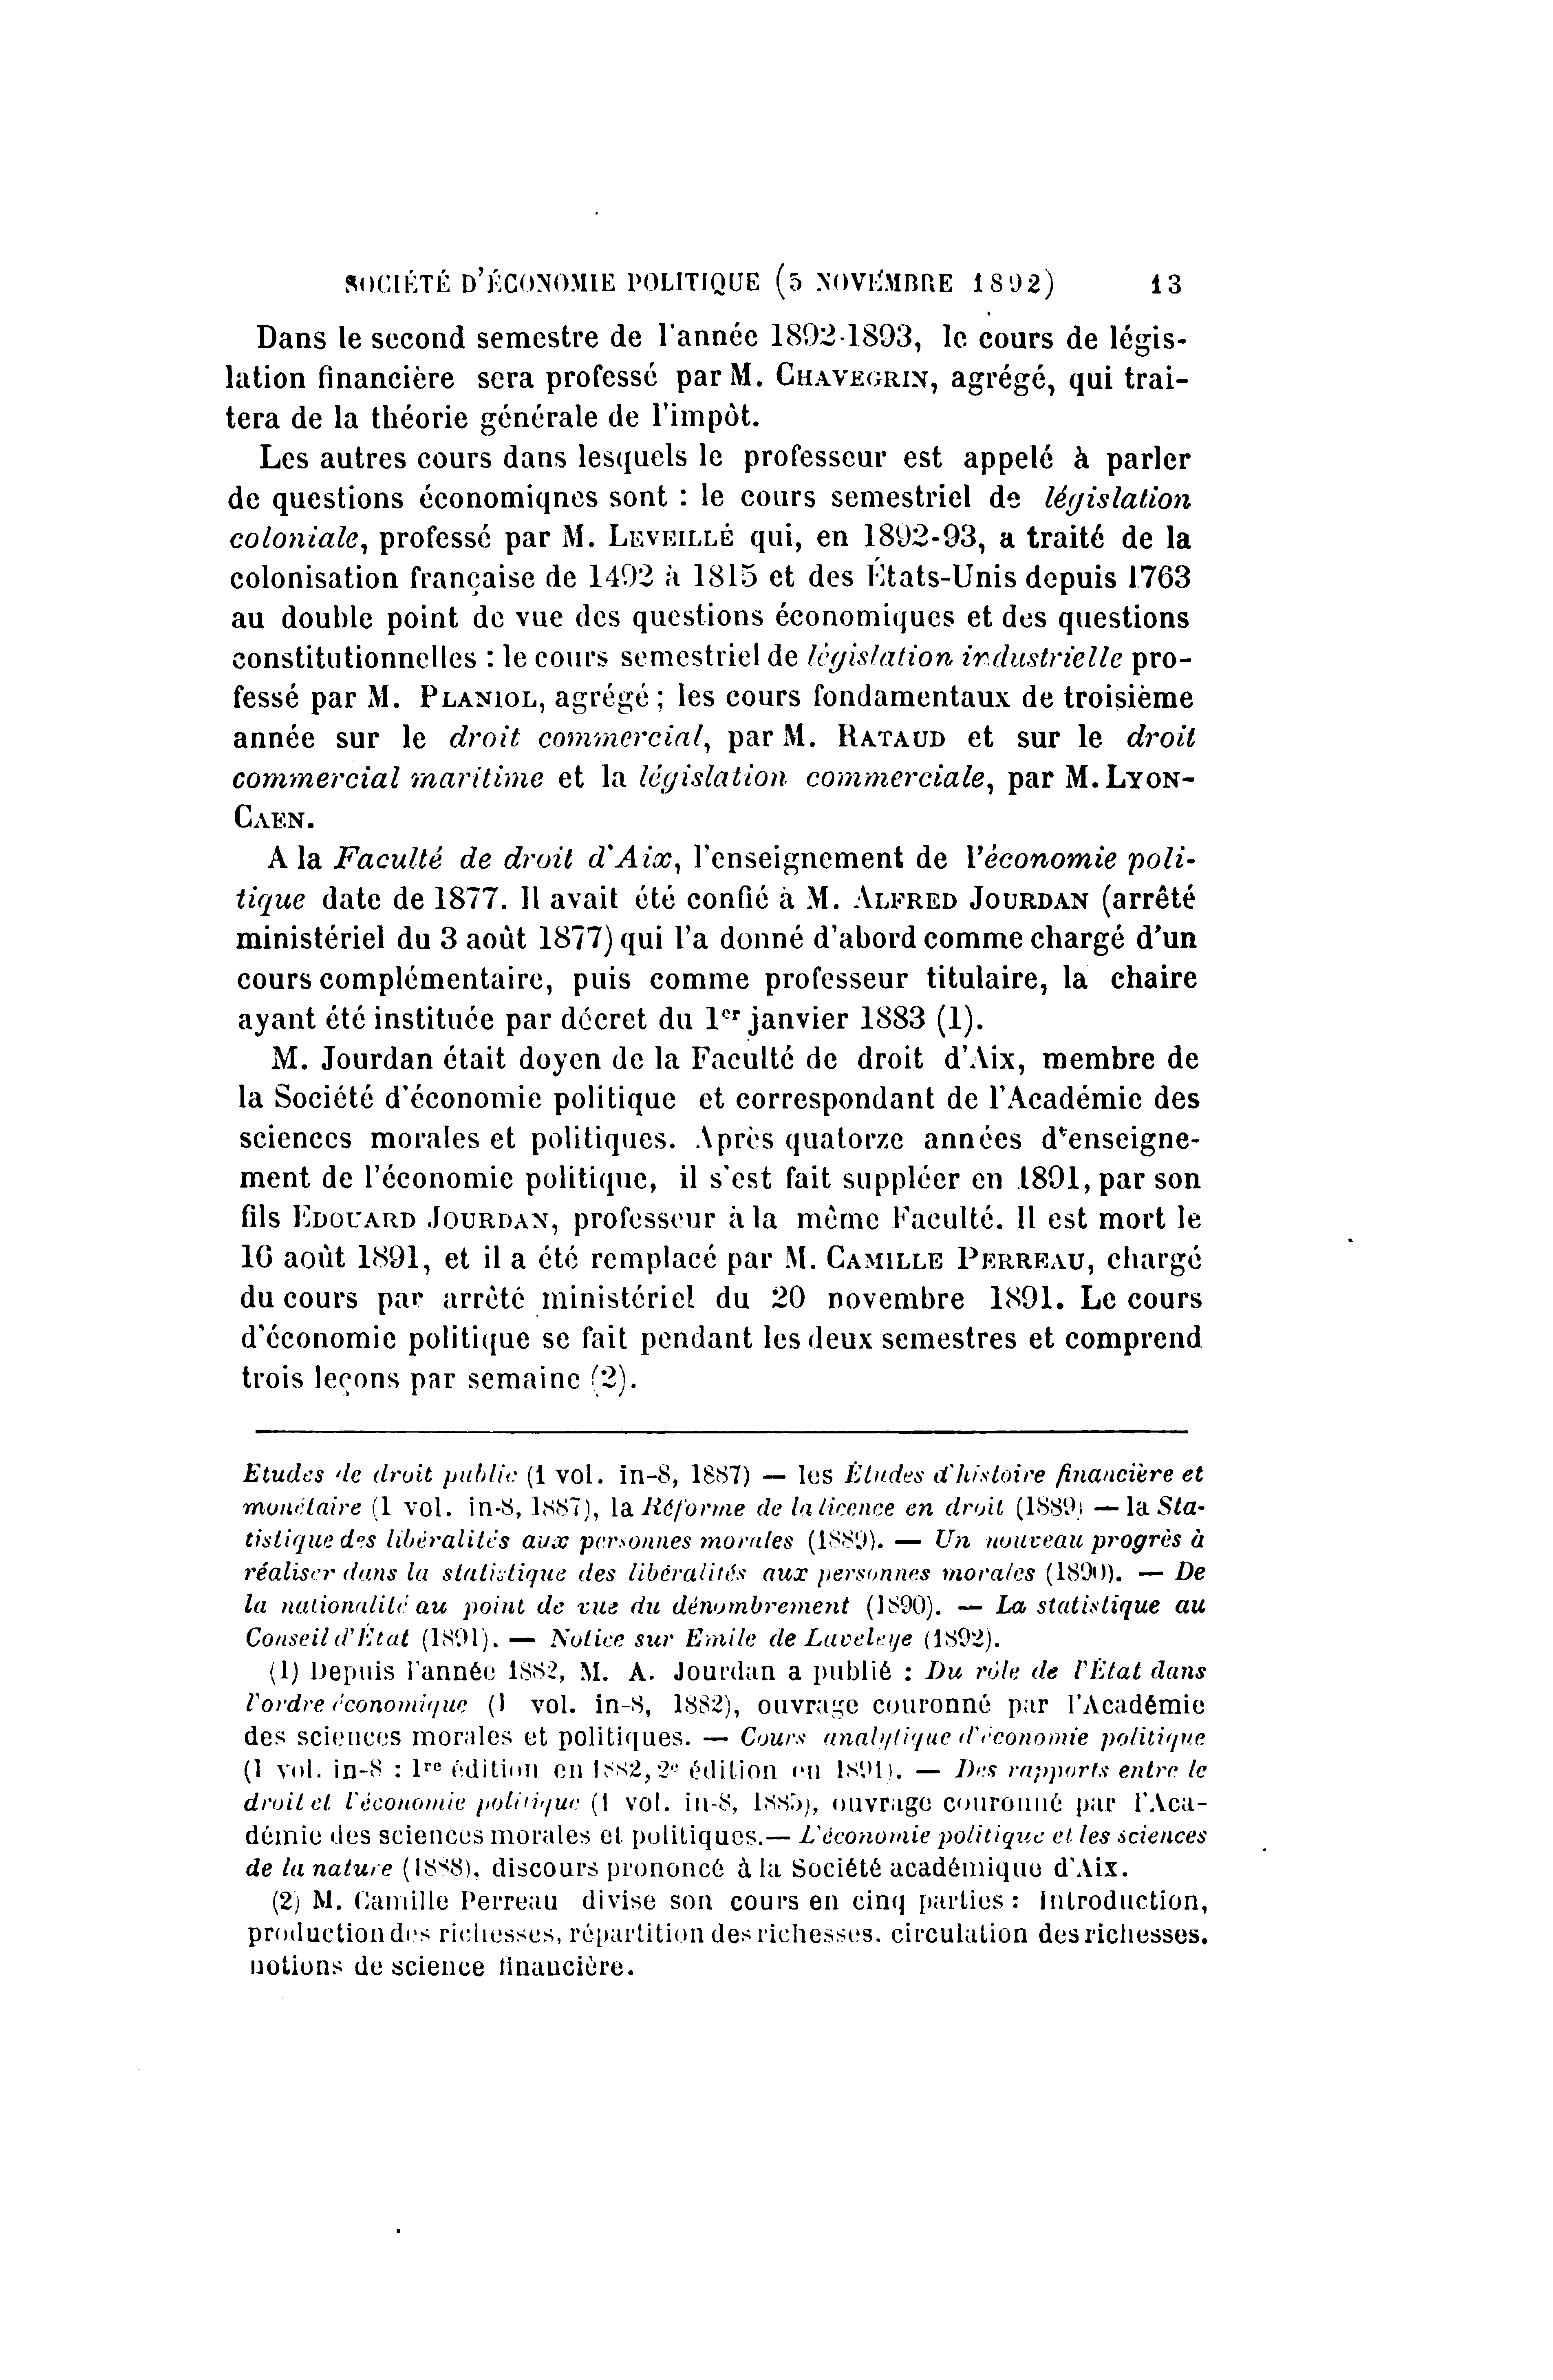 SOCIÉTÉ D'ÉCONOMIE POLITIQUE (5 NOVEMBRE 1892) 13
Dans le second semestre de l'année 1892-1893, le cours de légis-
lation financière sera professé par M. CHAVEGRIN, agrégé, qui trai-
tera de la théorie générale de l'impôt.
Les autres cours dans lesquels le professeur est appelé à parler
de questions économiqnes sont : le cours semestriel de législation
coloniale, professé par M. LEVEILLÉ qui, en 1892-93, a traité de la
colonisation française de 1492 à 1815 et des États-Unis depuis 1763
au double point de vue des questions économiques et des questions
constitutionnelles : le cours semestriel de législation industrielle pro-
fessé par M. PLANIOL, agrégé ; les cours fondamentaux de troisième
année sur le droit commercial, par M. RATAUD et sur le droit
commercial maritime et la législation commerciale, par M. LYON-
CAEN.
A la Faculté de droit d'Aix, l'enseignement de l'économie poli-
tique date de 1877. Il avait été confié à M. ALFRED JOURDAN (arrêté
ministériel du 3 août 1877) qui l'a donné d'abord comme chargé d'un
cours complémentaire, puis comme professeur titulaire, la chaire
ayant été instituée par décret du 1er janvier 1883 (1).
M. Jourdan était doyen de la Faculté de droit d'Aix, membre de
la Société d'économie politique et correspondant de l'Académie des
sciences morales et politiques. Après quatorze années d'enseigne-
ment de l'économie politique, il s'est fait suppléer en 1891, par son
fils EDOUARD JOURDAN, professeur à la même Faculté. Il est mort le
16 août 1891, et il a été remplacé par M. CAMILLE PERREAU, chargé
du cours par arrêté ministériel du 20 novembre 1891. Le cours
d'économie politique se fait pendant les deux semestres et comprend
trois leçons par semaine (2).
Etudes de droit public (1 vol. in-8, 1887) — les Études d'histoire financière et
monétaire (1 vol. in-8, 1887), la Réforme de la licence en droit (1889) — la Sta-
tistique des libéralités aux personnes morales (1889). — Un nouveau progrès à
réaliser dans la statistique des libéralités aux personnes morales (1890). — De
la nationalité au point de vue du dénombrement (1890). — La statistique au
Conseil d'État (1891). — Notice sur Emile de Laveleye (1892).
(1) Depuis l'année 1882, M. A. Jourdan a publié : Du rôle de l'État dans
l'ordre économique (1 vol. in-8, 1882), ouvrage couronné par l'Académie
des sciences morales et politiques. — Cours analytique d'économie politique
(1 vol. in-8 : 1re édition en 1882, 2e édition en 1891). — Des rapports entre le
droit et l'économie politique (1 vol. in-8, 1885), ouvrage couronné par l'Aca-
démie des sciences morales et politiques. — L'économie politique et les sciences
de la nature (1888), discours prononcé à la Société académique d'Aix.
(2) M. Camille Perreau divise son cours en cinq parties : Introduction,
production des richesses, répartition des richesses, circulation des richesses.
notions de science financière.